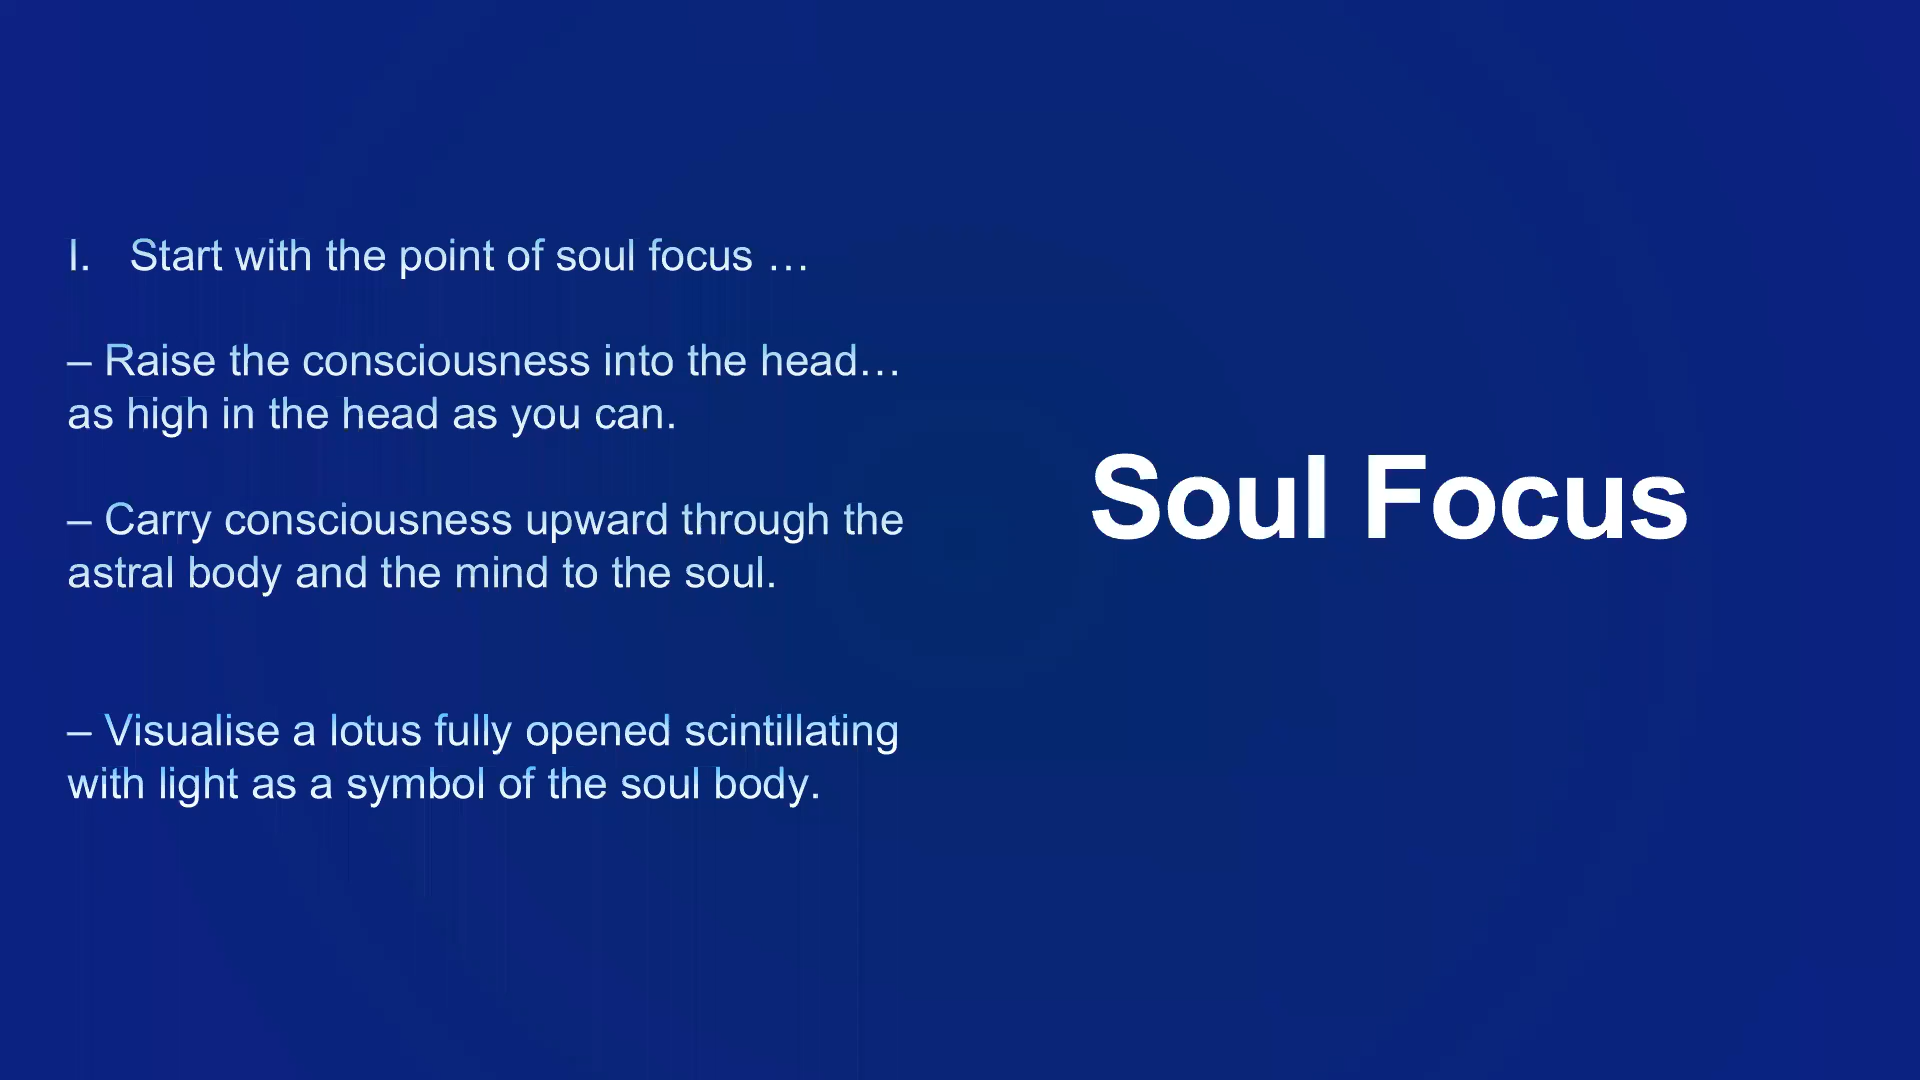 I. Start with the point of soul focus …
– Raise the consciousness into the head…
as high in the head as you can.
– Carry consciousness upward through the
astral body and the mind to the soul.
– Visualise a lotus fully opened scintillating
with light as a symbol of the soul body.
Soul Focus